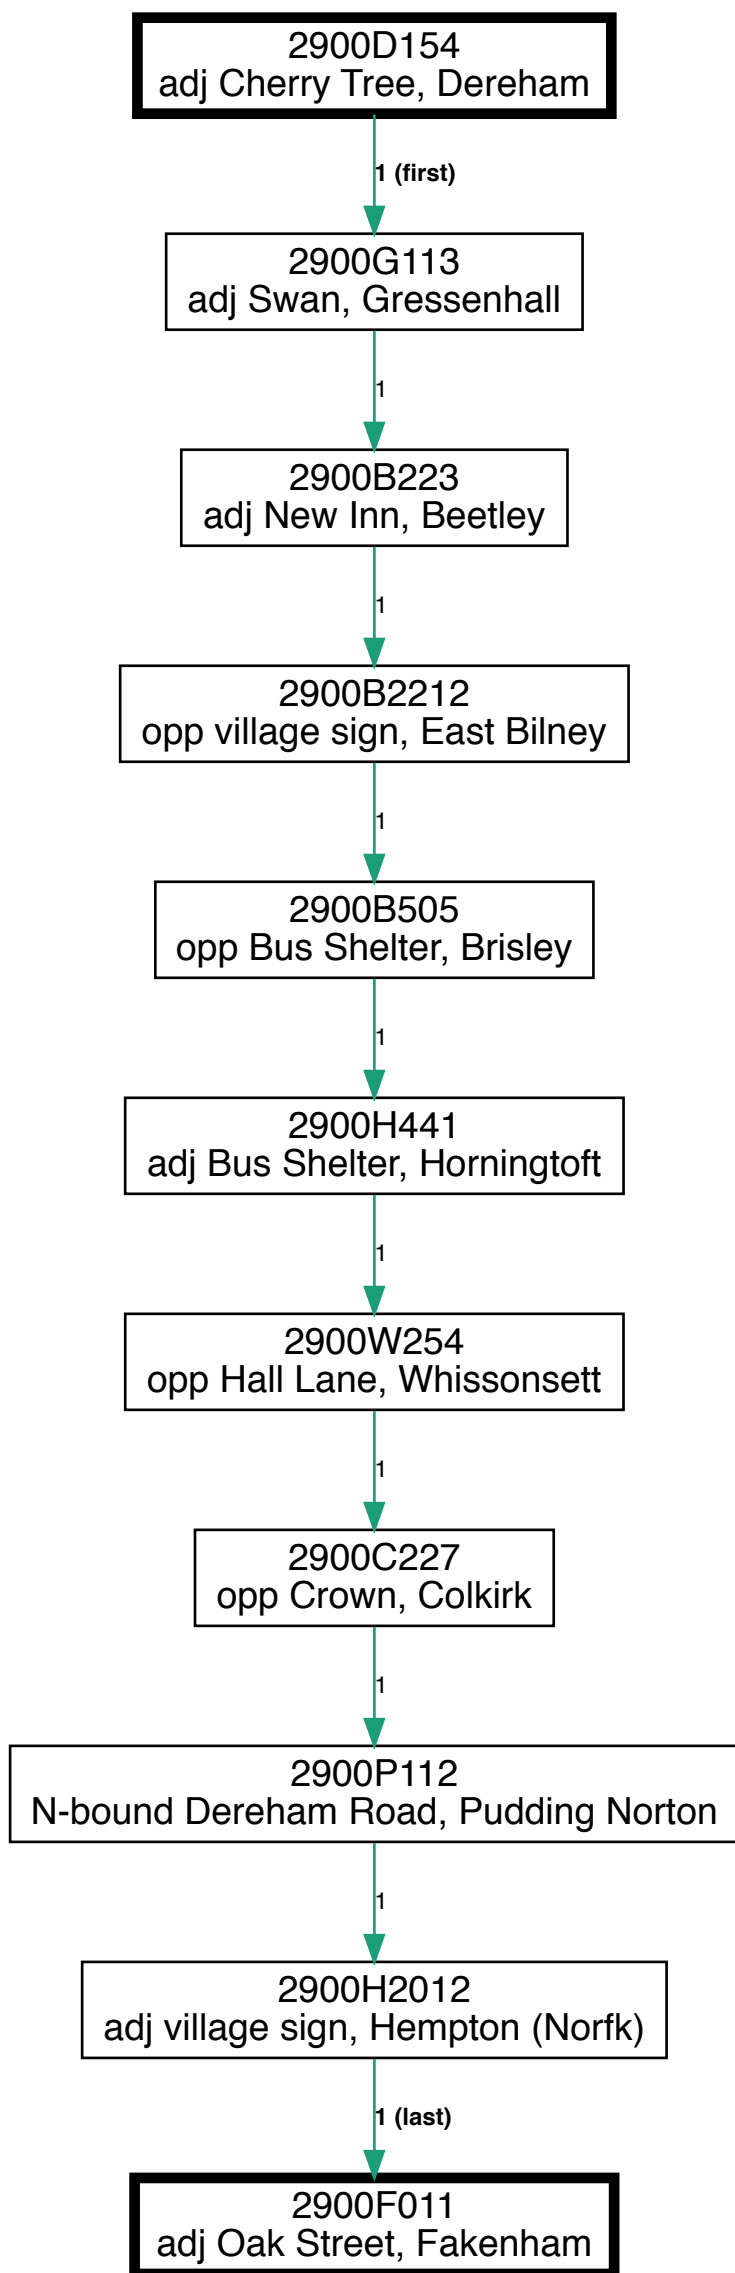 2900D154
adj Cherry Tree, Dereham
1 (first)
2900G113
adj Swan, Gressenhall
1
2900B223
adj New Inn, Beetley
1
2900B2212
opp village sign, East Bilney
1
2900B505
opp Bus Shelter, Brisley
1
2900H441
adj Bus Shelter, Horningtoft
1
2900W254
opp Hall Lane, Whissonsett
1
2900C227
opp Crown, Colkirk
1
2900P112
N-bound Dereham Road, Pudding Norton
1
2900H2012
adj village sign, Hempton (Norfk)
1 (last)
2900F011
adj Oak Street, Fakenham